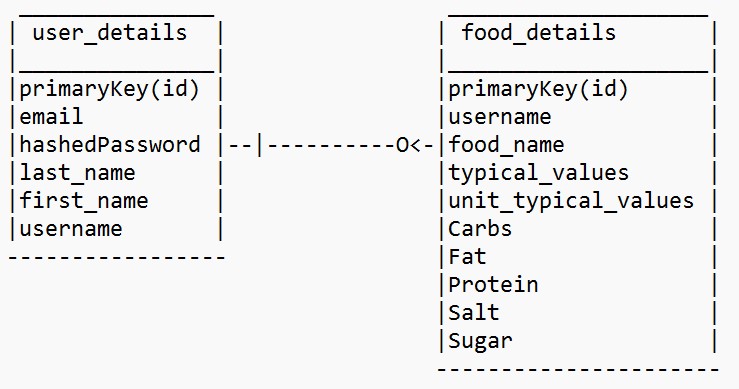 user_details
primaryKey(id)
email
hashedPassword
last_name
first_name
username
food_details
primaryKey(id)
username
food_name
typical_values
unit_typical_values
Carbs
Fat
Protein
Salt
Sugar